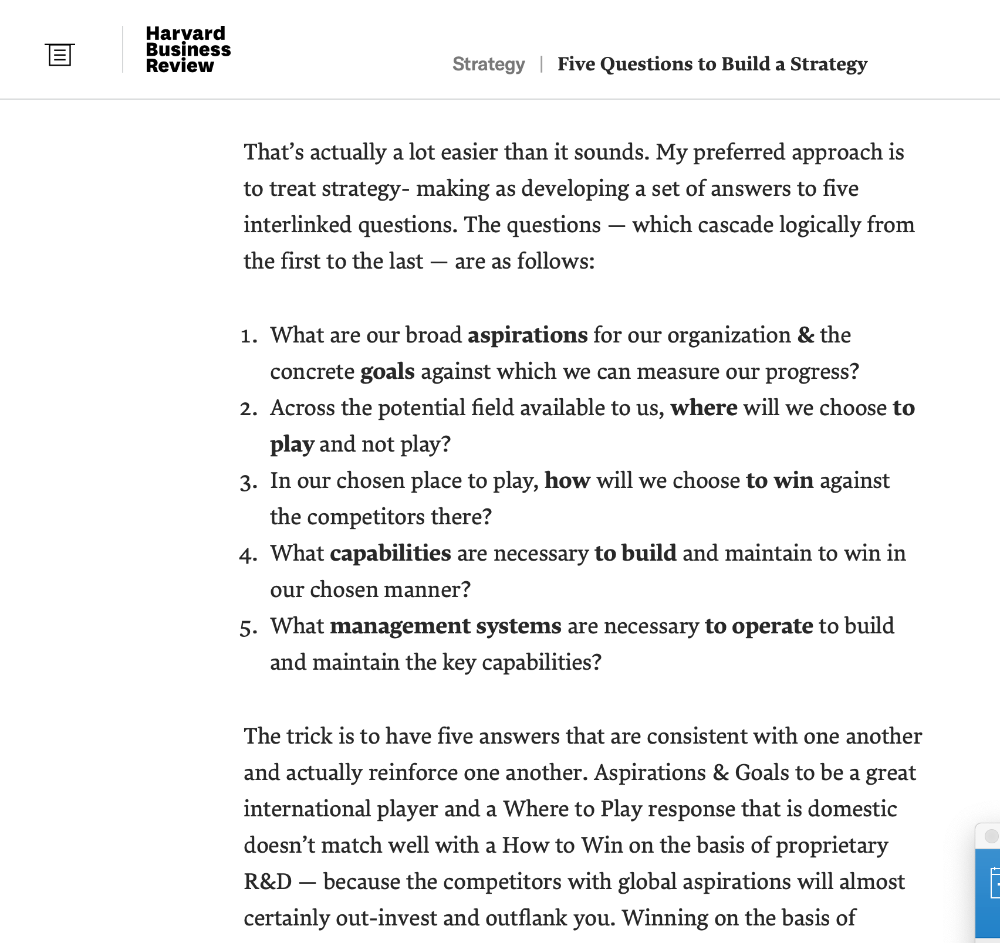 Harvard
Business
Review
Strategy | Five Questions to Build a Strategy
That’s actually a lot easier than it sounds. My preferred approach is
to treat strategy- making as developing a set of answers to five
interlinked questions. The questions — which cascade logically from
the first to the last — are as follows:
1. What are our broad aspirations for our organization & the
concrete goals against which we can measure our progress?
2. Across the potential field available to us, where will we choose to
play and not play?
3. In our chosen place to play, how will we choose to win against
the competitors there?
4. What capabilities are necessary to build and maintain to win in
our chosen manner?
5. What management systems are necessary to operate to build
and maintain the key capabilities?
The trick is to have five answers that are consistent with one another
and actually reinforce one another. Aspirations & Goals to be a great
international player and a Where to Play response that is domestic
doesn’t match well with a How to Win on the basis of proprietary
R&D — because the competitors with global aspirations will almost
certainly out-invest and outflank you. Winning on the basis of